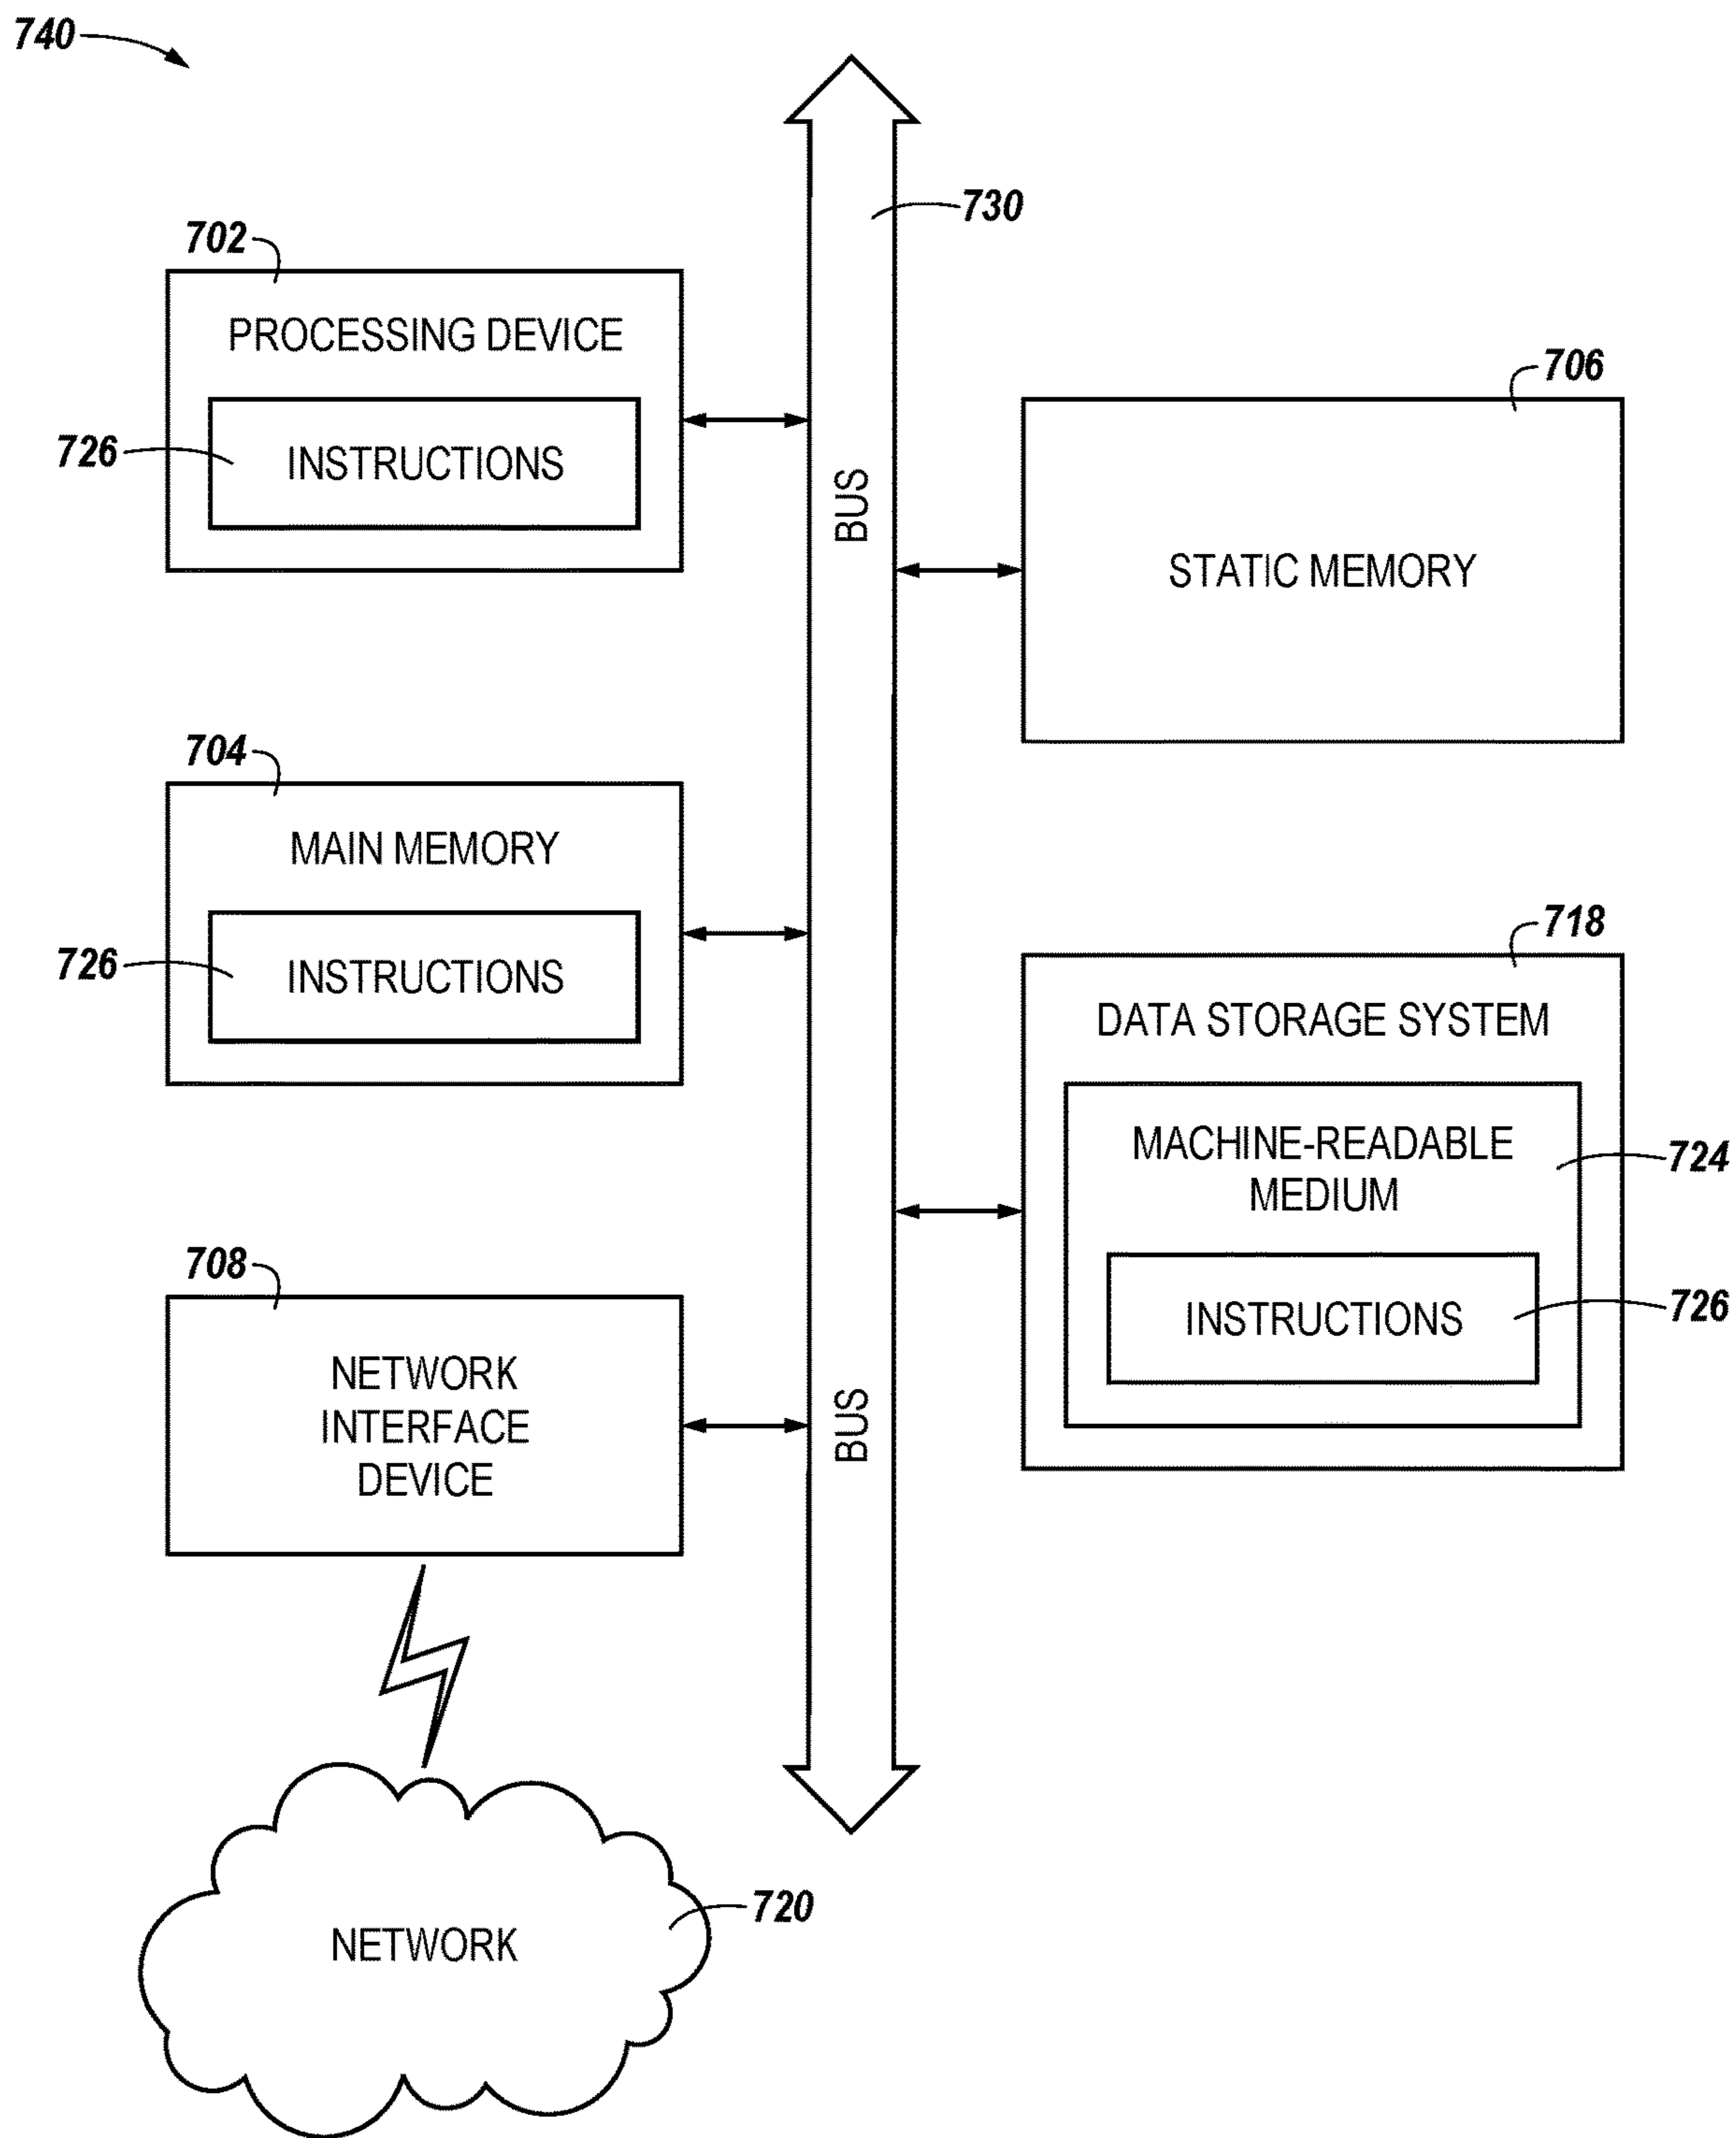 740
730
702
PROCESSING DEVICE
726
INSTRUCTIONS
BUS
706
STATIC MEMORY
704
MAIN MEMORY
726
INSTRUCTIONS
718
DATA STORAGE SYSTEM
MACHINE-READABLE
MEDIUM
724
INSTRUCTIONS
726
708
NETWORK
INTERFACE
DEVICE
BUS
720
NETWORK